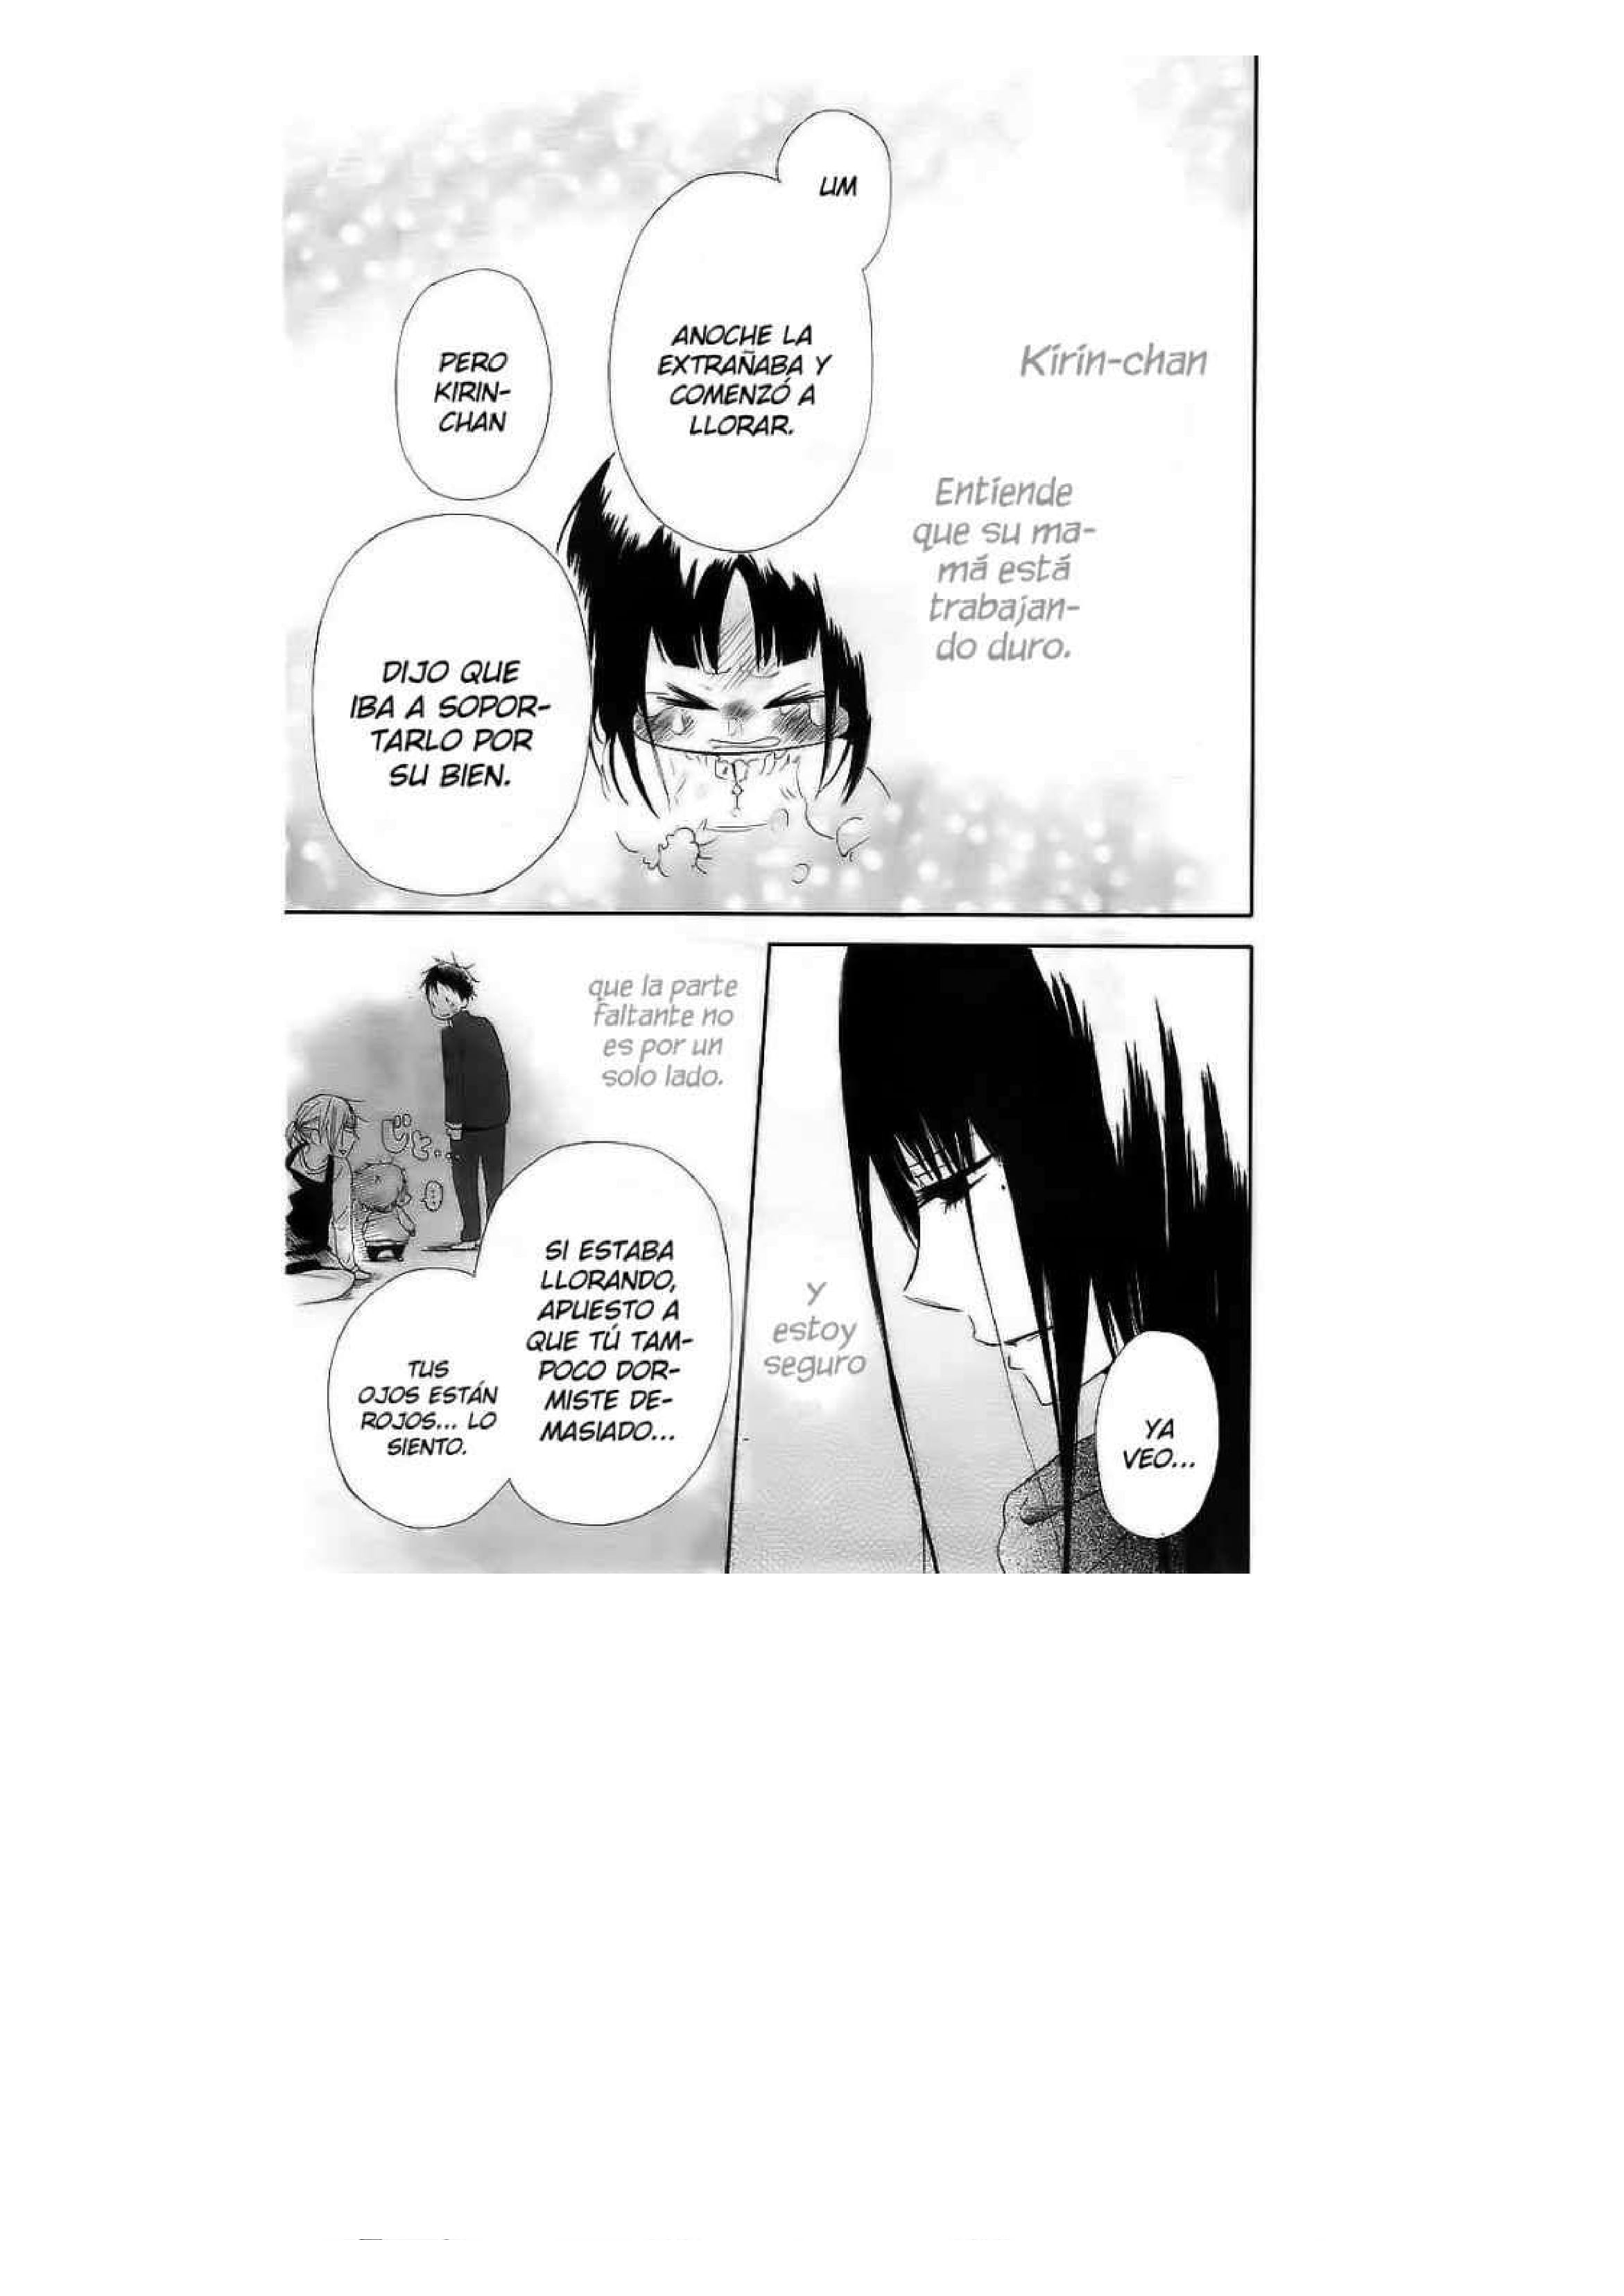 Kirin-chan
Entiende
que su ma-
má está
trabajan-
do duro.
UM
ANOCHE LA
EXTRAÑABA Y
COMENZÓ A
LLORAR.
PERO
KIRIN-
CHAN
DIJO QUE
IBA A SOPOR-
TARLO POR
SU BIEN.
YA
VEO...
Y
estoy
seguro
que la parte
faltante no
es por un
solo lado.
じと...
...
SI ESTABA
LLORANDO,
APUESTO A
QUE TÚ TAM-
POCO DOR-
MISTE DE-
MASIADO...
TUS
OJOS ESTÁN
ROJOS... LO
SIENTO.